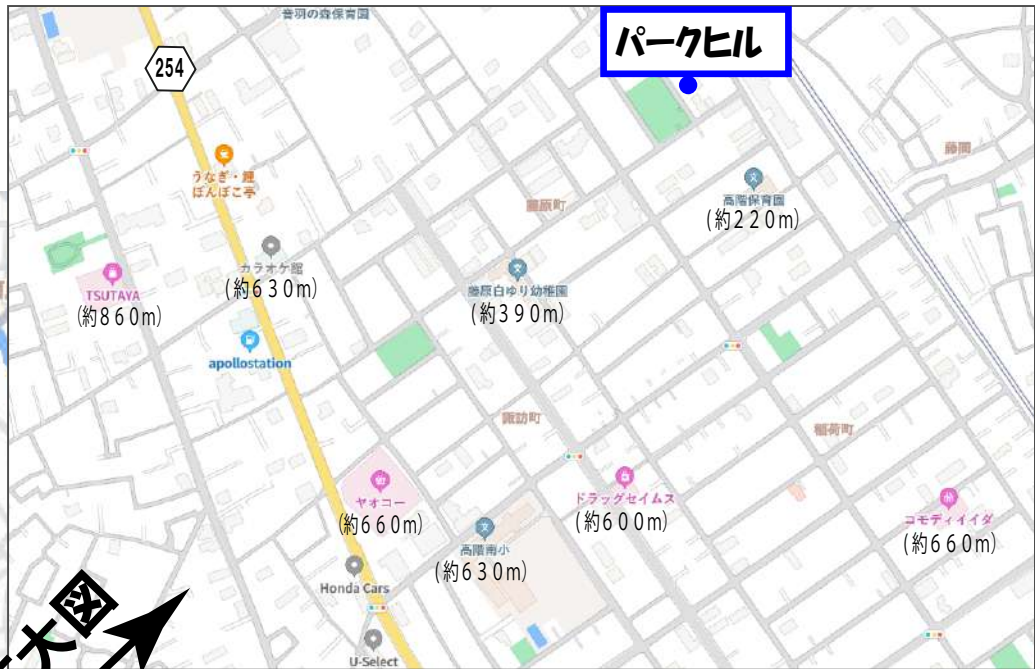 音羽の森保育園
パークヒル
254
うなぎ・鯉
ぽんぽこ亭
藤原町
藤間
高階保育園
(約220m)
カラオケ館
(約630m)
藤原白ゆり幼稚園
(約390m)
TSUTAYA
(約860m)
apollostation
諏訪町
稲荷町
ヤオコー
(約660m)
ドラッグセイムス
(約600m)
コモディイイダ
(約660m)
高階南小
(約630m)
Honda Cars
U-Select
大図